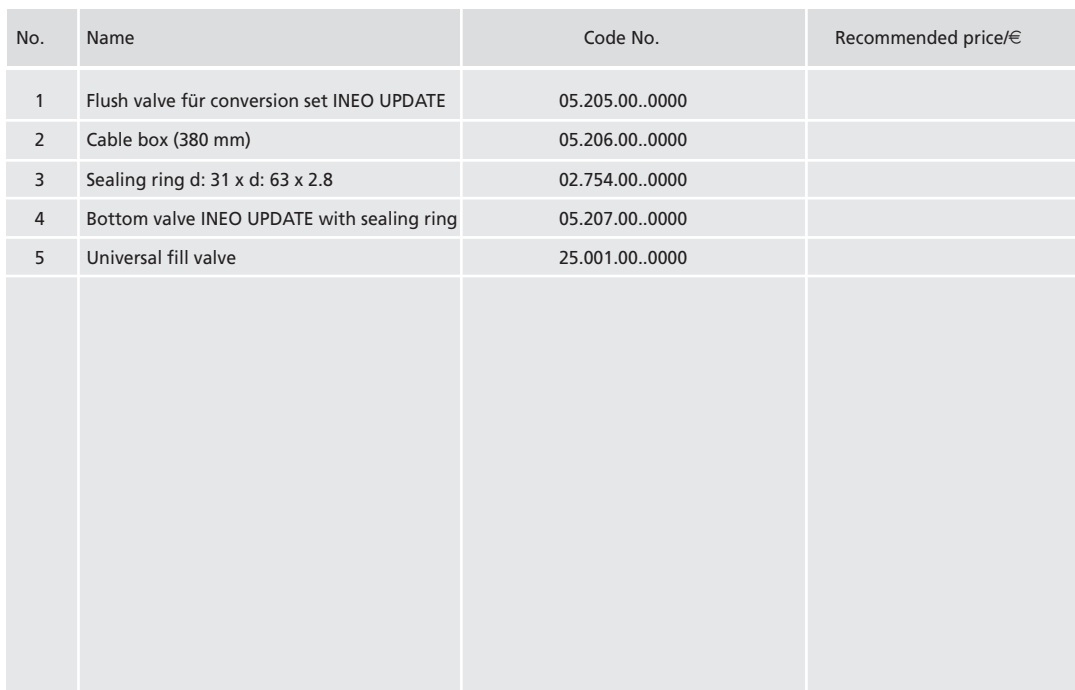 No. Name Code No. Recommended price/€
1 Flush valve für conversion set INEO UPDATE 05.205.00..0000
2 Cable box (380 mm) 05.206.00..0000
3 Sealing ring d: 31 x d: 63 x 2.8 02.754.00..0000
4 Bottom valve INEO UPDATE with sealing ring 05.207.00..0000
5 Universal fill valve 25.001.00..0000